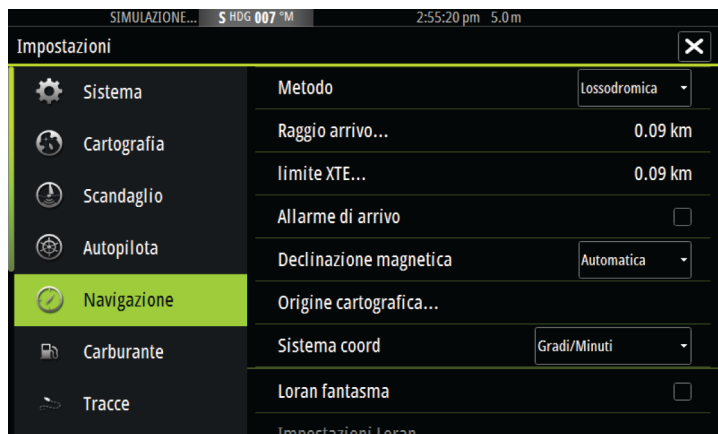 SIMULAZIONE... S HDG 007 °M 2:55:20 pm 5.0 m
Impostazioni
Sistema
Cartografia
Scandaglio
Autopilota
Navigazione
Carburante
Tracce
Metodo Lossodromica
Raggio arrivo... 0.09 km
limite XTE... 0.09 km
Allarme di arrivo
Declinazione magnetica Automatica
Origine cartografica...
Sistema coord Gradi/Minuti
Loran fantasma
Impostazioni Loran